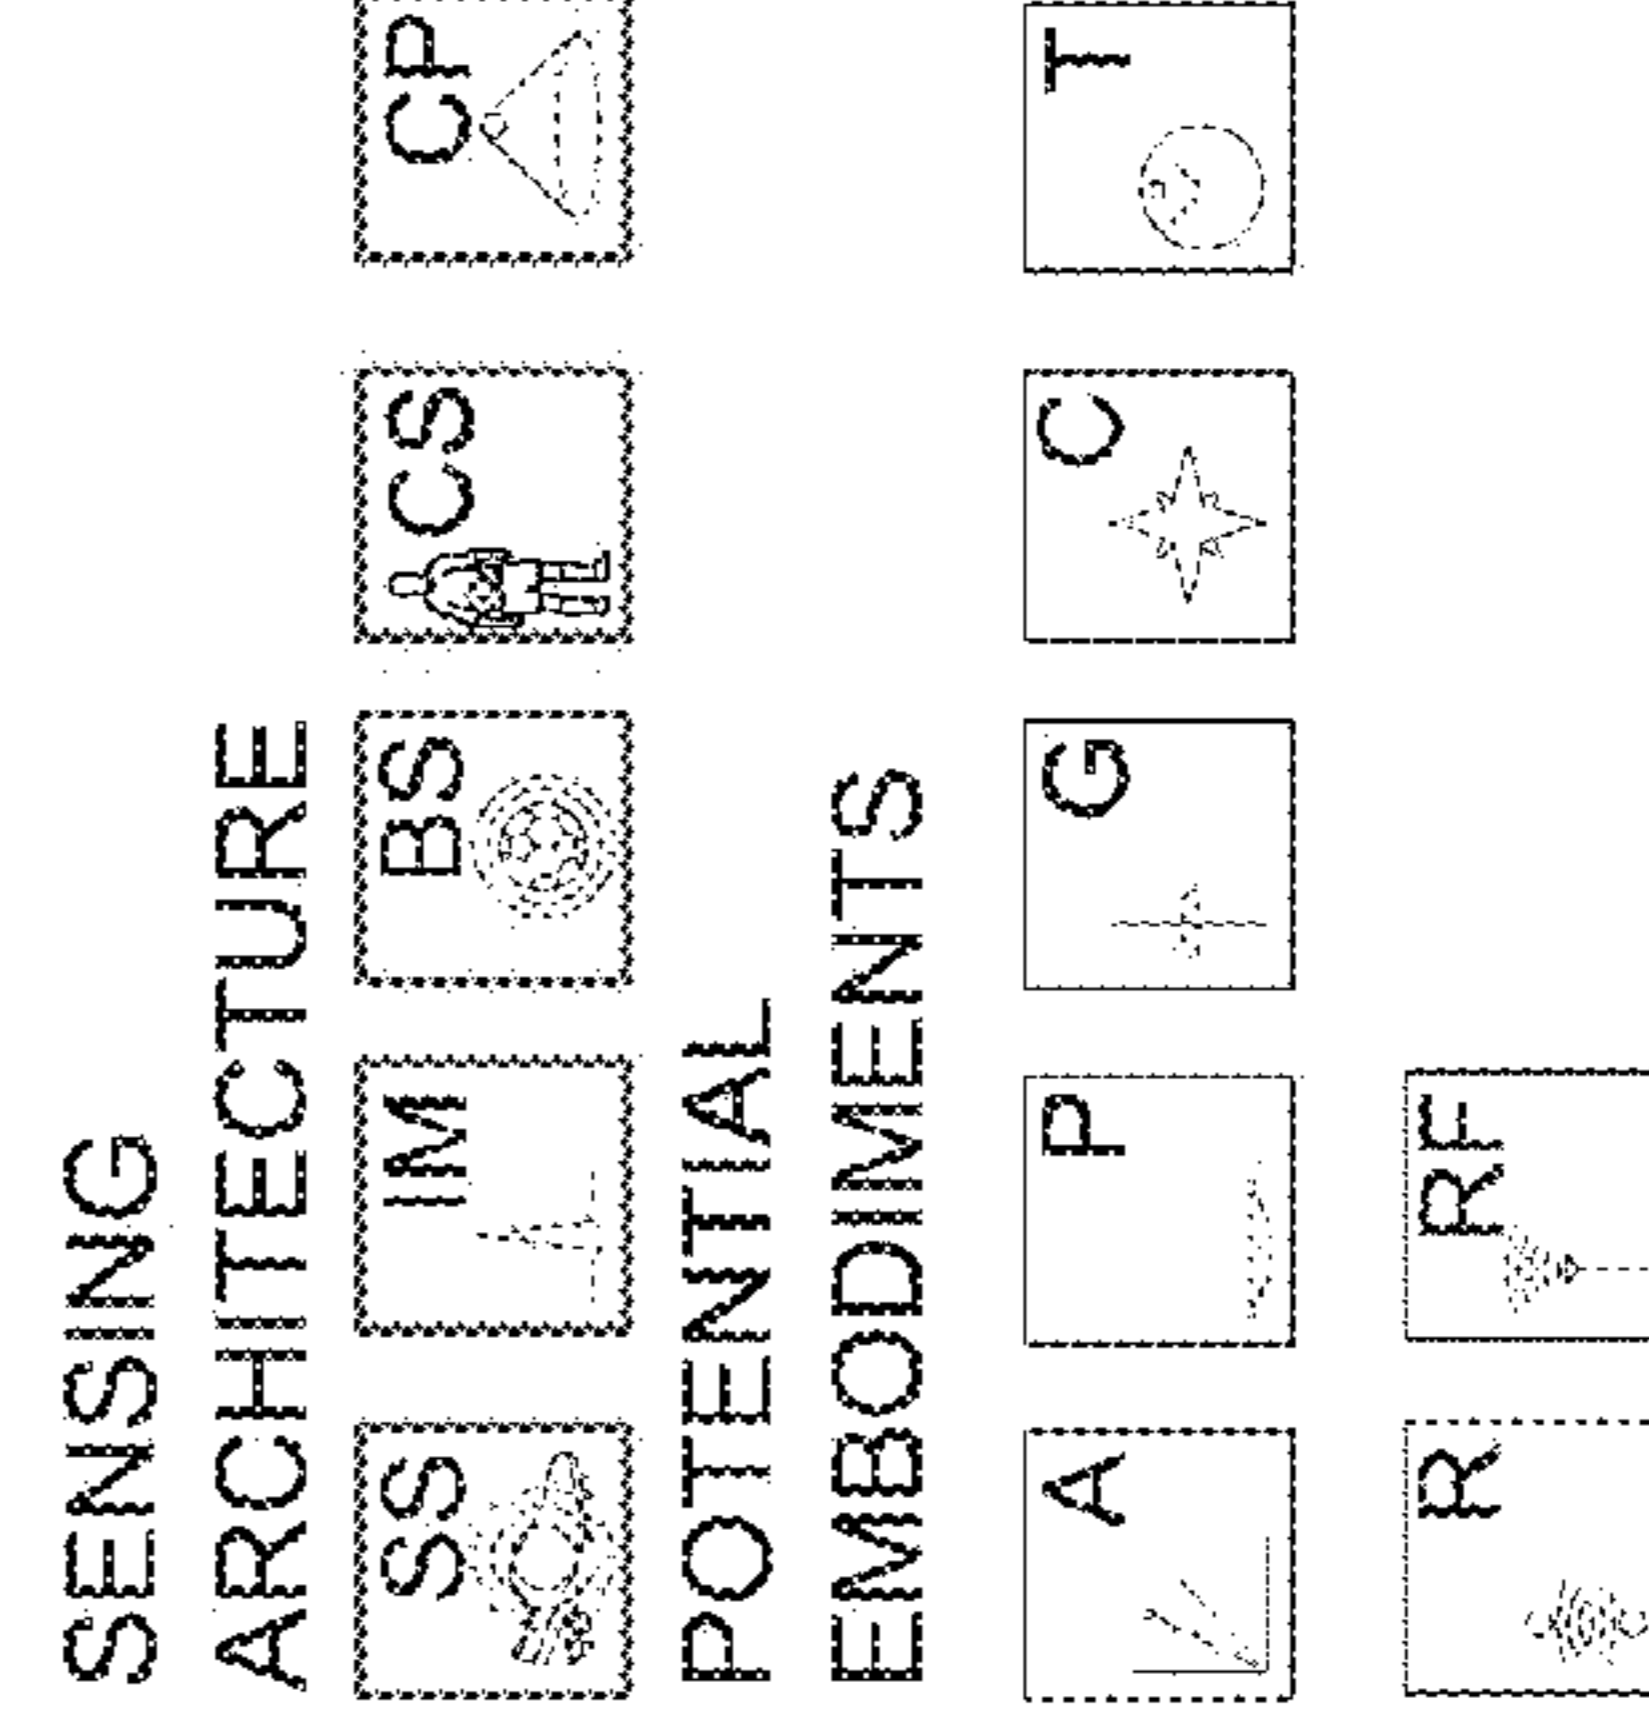 SENSING
ARCHITECTURE
SS IM BS CS CP
POTENTIAL
EMBODIMENTS
A P G C T
R RF